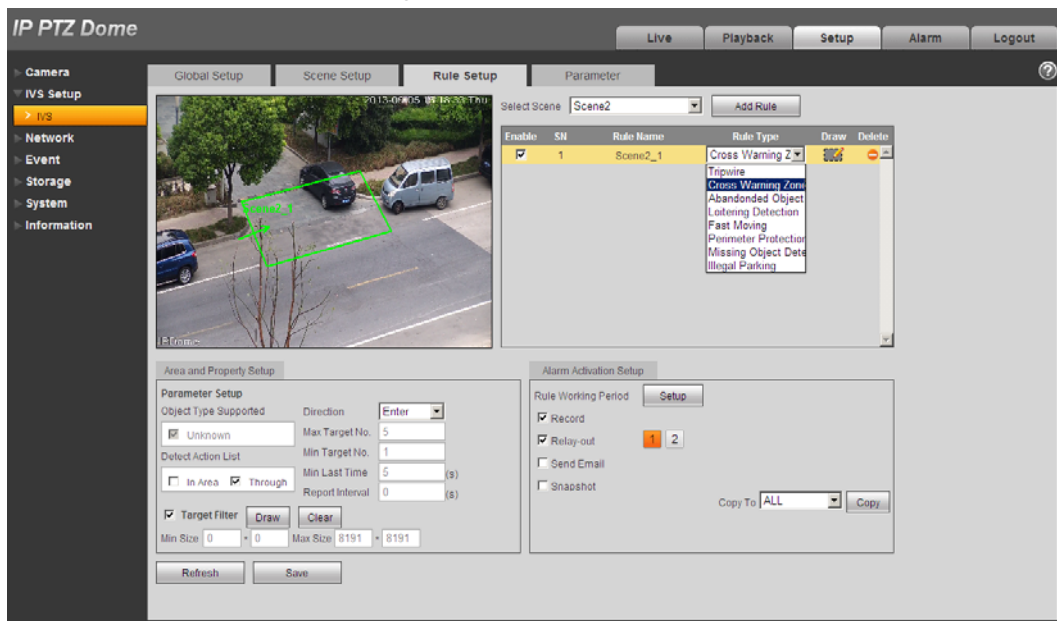 IP PTZ Dome
Live Playback Setup Alarm Logout
Camera
IVS Setup
IVS
Network
Event
Storage
System
Information
Global Setup Scene Setup Rule Setup Parameter
Select Scene Scene2 Add Rule
Enable SN Rule Name Rule Type Draw Delete
1 Scene2_1 Cross Warning Z
Tripwire
Cross Warning Zone
Abandonded Object
Loitering Detection
Fast Moving
Perimeter Protection
Missing Object Dete
Illegal Parking
Scene2_1
Area and Property Setup
Parameter Setup
Object Type Supported
Unknown
Detect Action List
In Area Through
Direction Enter
Max Target No. 5
Min Target No. 1
Min Last Time 5 (s)
Report Interval 0 (s)
Target Filter Draw Clear
Min Size 0 * 0 Max Size 8191 * 8191
Alarm Activation Setup
Rule Working Period Setup
Record
Relay-out 1 2
Send Email
Snapshot
Copy To ALL Copy
Refresh Save